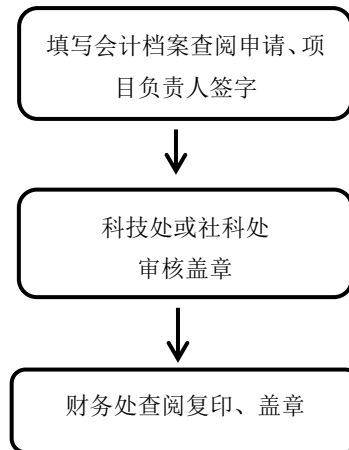 填写会计档案查阅申请、项
目负责人签字
科技处或社科处
审核盖章
财务处查阅复印、盖章